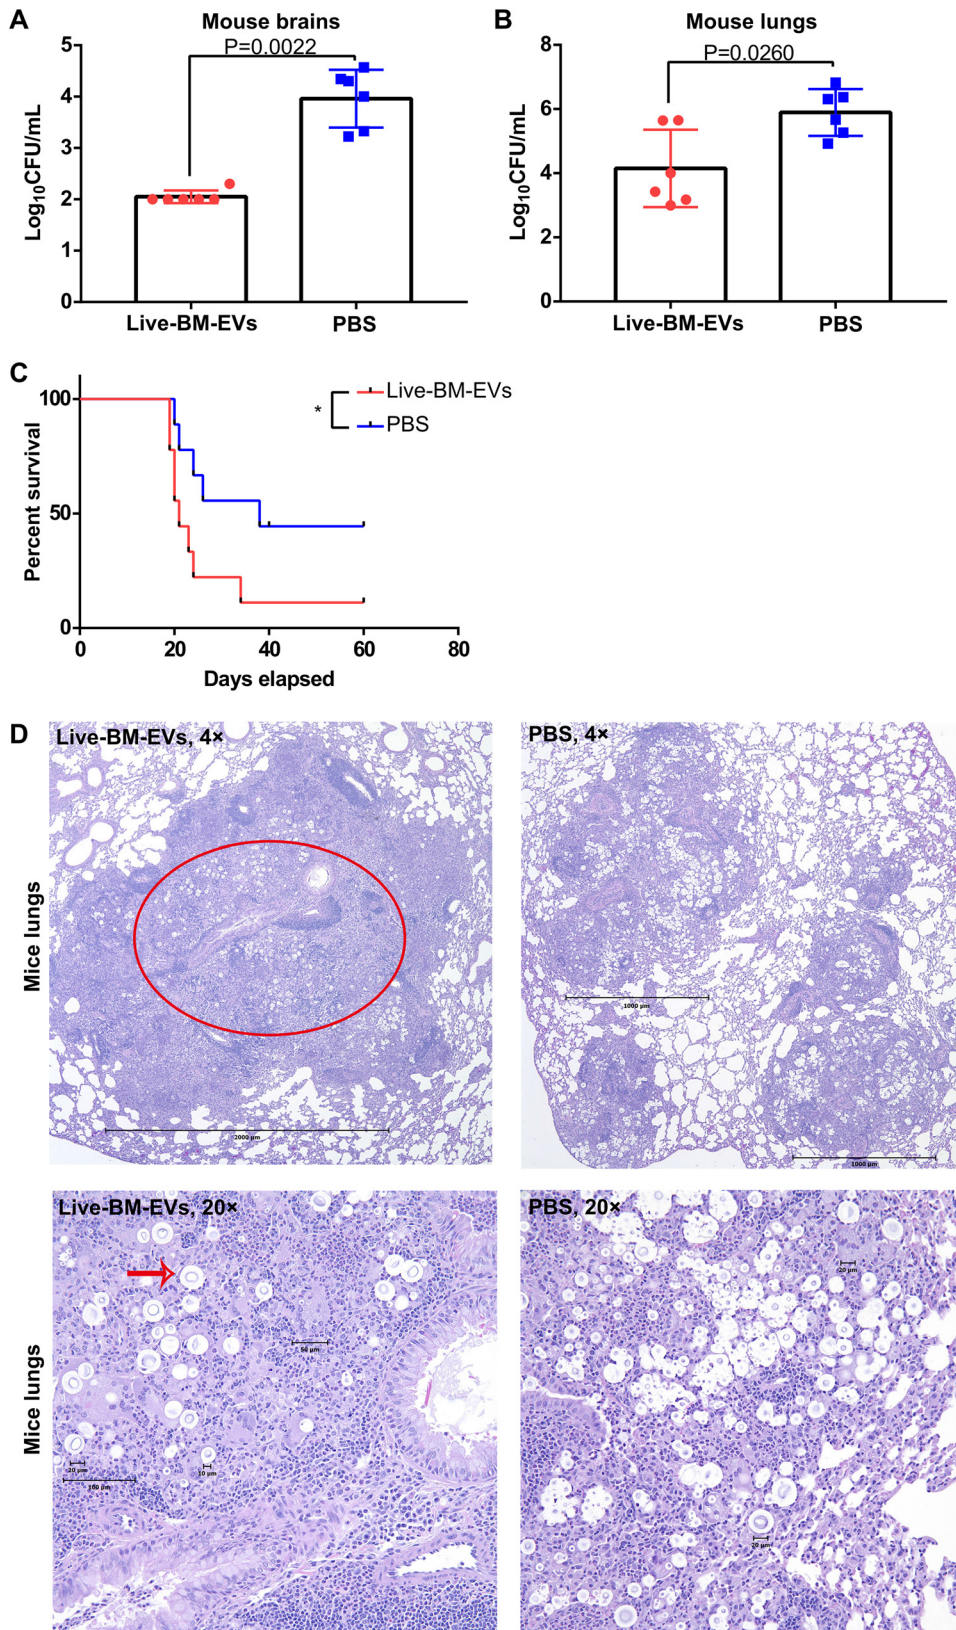 A
Mouse brains
P=0.0022
Log10CFU/mL
5
4
3
2
1
0
Live-BM-EVs
PBS
B
Mouse lungs
P=0.0260
Log10CFU/mL
8
6
4
2
0
Live-BM-EVs
PBS
C
Percent survival
100
50
0
0
20
40
60
80
Days elapsed
*
Live-BM-EVs
PBS
D
Mice lungs
Live-BM-EVs, 4×
2000 µm
PBS, 4×
1000 µm
1000 µm
Mice lungs
Live-BM-EVs, 20×
50 µm
20 µm
10 µm
100 µm
PBS, 20×
20 µm
20 µm